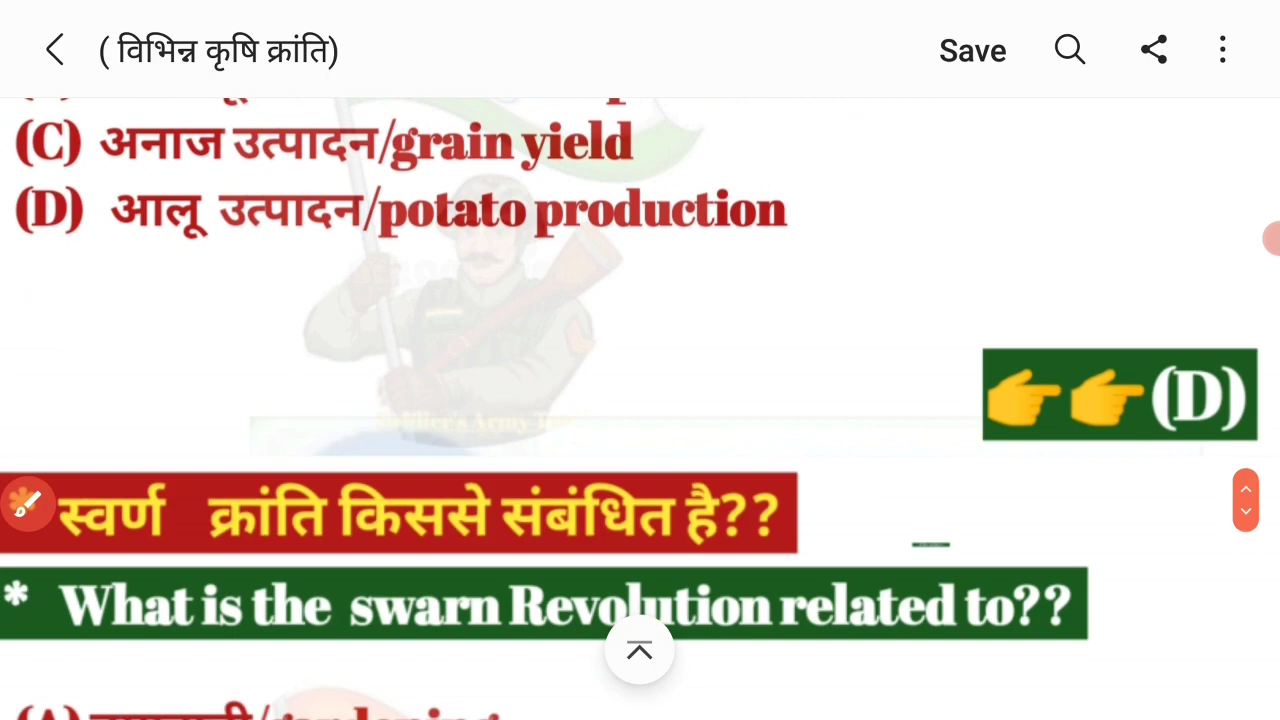 ( विभिन्न कृषि क्रांति)
Save
(C) अनाज उत्पादन/grain yield
(D) आलू उत्पादन/potato production
👉👉(D)
स्वर्ण क्रांति किससे संबंधित है??
* What is the swarn Revolution related to??